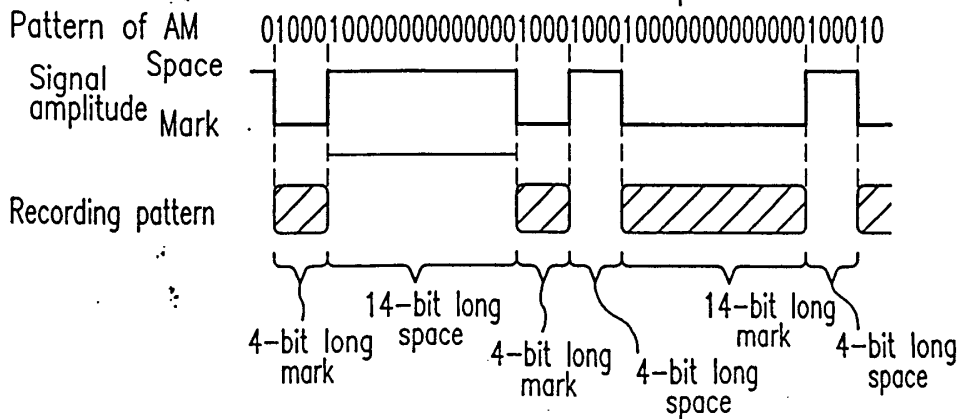 Pattern of AM 01000100000000000001000100010000000000000100010
Signal amplitude
Space
Mark
Recording pattern
4-bit long mark
14-bit long space
4-bit long mark
4-bit long space
14-bit long mark
4-bit long space